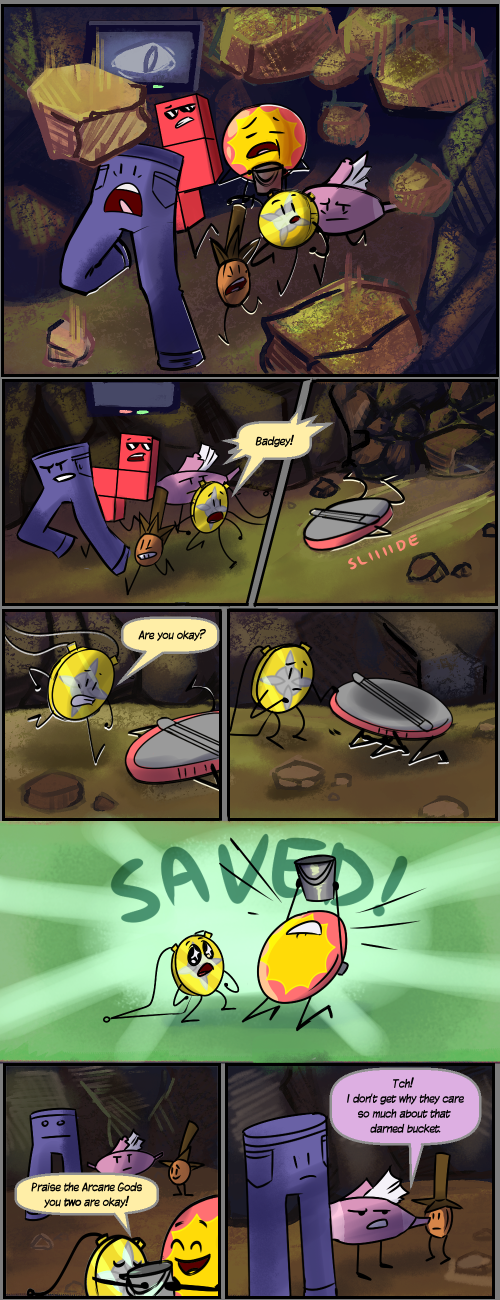 Badgey!
SLIIIIDE
Are you okay?
SAVED!
Praise the Arcane Gods
you two are okay!
Tch!
I don't get why they care
so much about that
darned bucket.